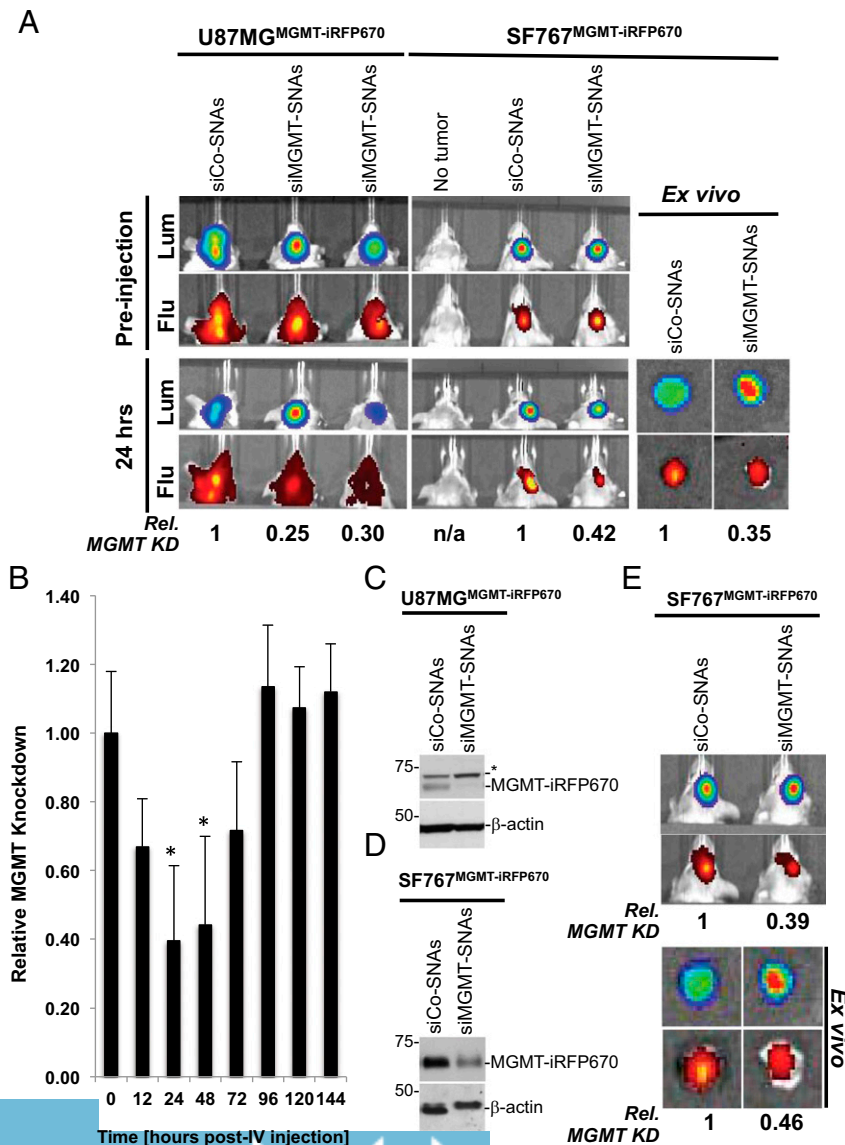 A
U87MG^MGMT-iRFP670
SF767^MGMT-iRFP670
siCo-SNAs
siMGMT-SNAs
siMGMT-SNAs
No tumor
siCo-SNAs
siMGMT-SNAs
Ex vivo
siCo-SNAs
siMGMT-SNAs
Pre-injection
Lum
Flu
24 hrs
Lum
Flu
Rel.
MGMT KD
1 0.25 0.30 n/a 1 0.42 1 0.35
B
Relative MGMT Knockdown
1.40
1.20
1.00
0.80
0.60
0.40
0.20
0.00
* *
0 12 24 48 72 96 120 144
Time [hours post-IV injection]
C
U87MG^MGMT-iRFP670
siCo-SNAs
siMGMT-SNAs
75-
-*
-MGMT-iRFP670
50-
-β-actin
D
SF767^MGMT-iRFP670
siCo-SNAs
siMGMT-SNAs
75-
-MGMT-iRFP670
50-
-β-actin
E
SF767^MGMT-iRFP670
siCo-SNAs
siMGMT-SNAs
Rel.
MGMT KD
1 0.39
Ex vivo
Rel.
MGMT KD
1 0.46